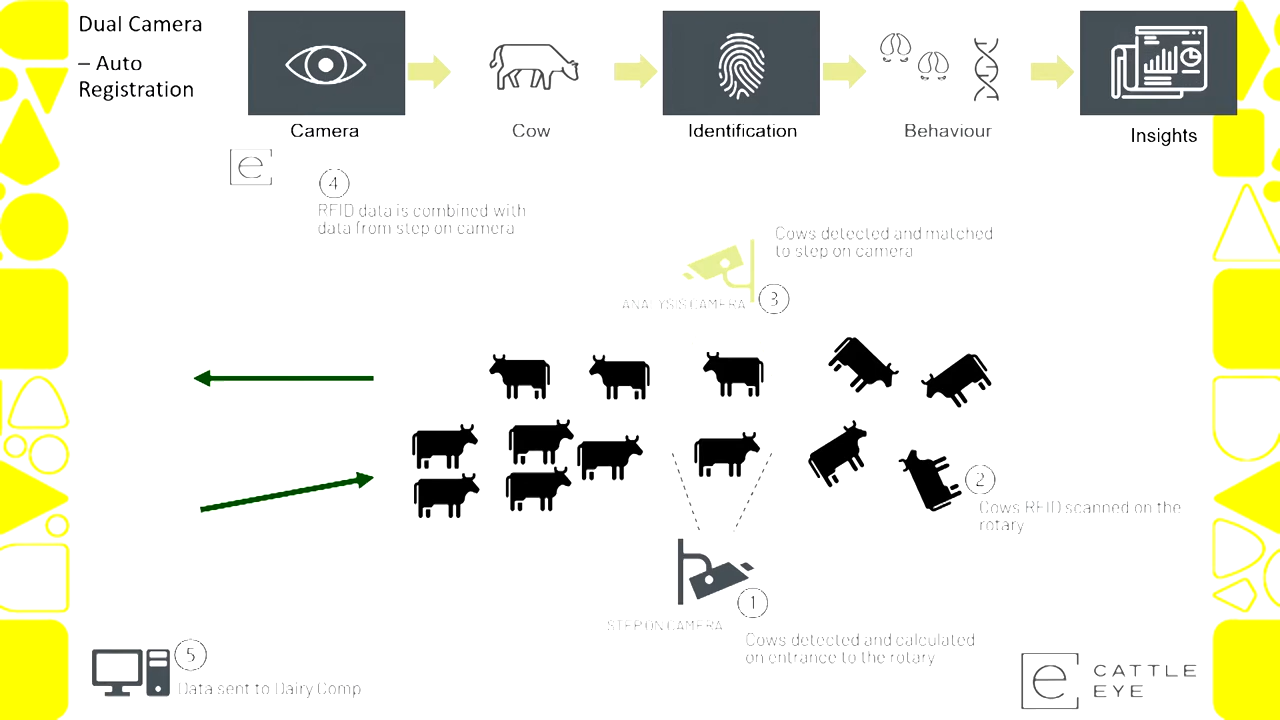 Dual Camera
– Auto
Registration
Camera
Cow
Identification
Behaviour
Insights
e
4
RFID data is combined with
data from step on camera
Cows detected and matched
to step on camera
ANALYSIS CAMERA
3
2
Cows RFID scanned on the
rotary
1
STEP ON CAMERA
Cows detected and calculated
on entrance to the rotary
5
Data sent to Dairy Comp
e
CATTLE
EYE